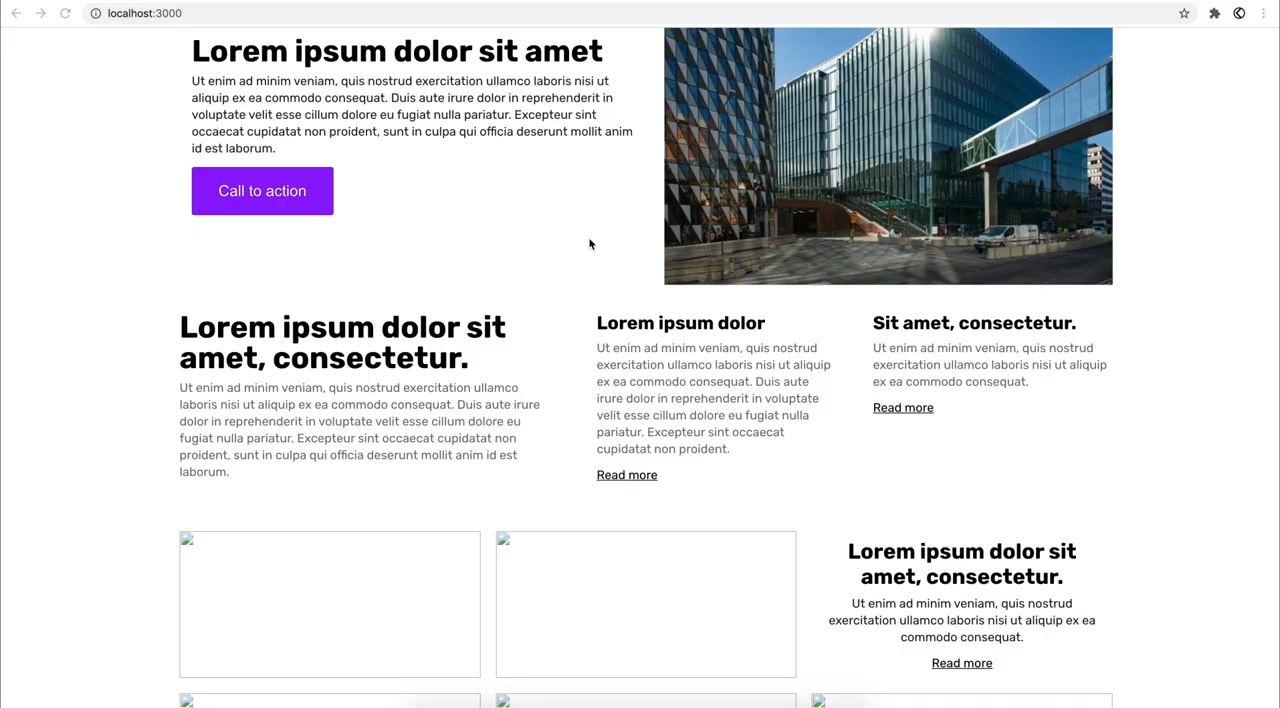 localhost:3000
Lorem ipsum dolor sit amet
Ut enim ad minim veniam, quis nostrud exercitation ullamco laboris nisi ut
aliquip ex ea commodo consequat. Duis aute irure dolor in reprehenderit in
voluptate velit esse cillum dolore eu fugiat nulla pariatur. Excepteur sint
occaecat cupidatat non proident, sunt in culpa qui officia deserunt mollit anim
id est laborum.
Call to action
Lorem ipsum dolor sit
amet, consectetur.
Ut enim ad minim veniam, quis nostrud exercitation ullamco
laboris nisi ut aliquip ex ea commodo consequat. Duis aute irure
dolor in reprehenderit in voluptate velit esse cillum dolore eu
fugiat nulla pariatur. Excepteur sint occaecat cupidatat non
proident, sunt in culpa qui officia deserunt mollit anim id est
laborum.
Lorem ipsum dolor
Ut enim ad minim veniam, quis nostrud
exercitation ullamco laboris nisi ut aliquip
ex ea commodo consequat. Duis aute
irure dolor in reprehenderit in voluptate
velit esse cillum dolore eu fugiat nulla
pariatur. Excepteur sint occaecat
cupidatat non proident.
Read more
Sit amet, consectetur.
Ut enim ad minim veniam, quis nostrud
exercitation ullamco laboris nisi ut aliquip
ex ea commodo consequat.
Read more
Lorem ipsum dolor sit
amet, consectetur.
Ut enim ad minim veniam, quis nostrud
exercitation ullamco laboris nisi ut aliquip ex ea
commodo consequat.
Read more